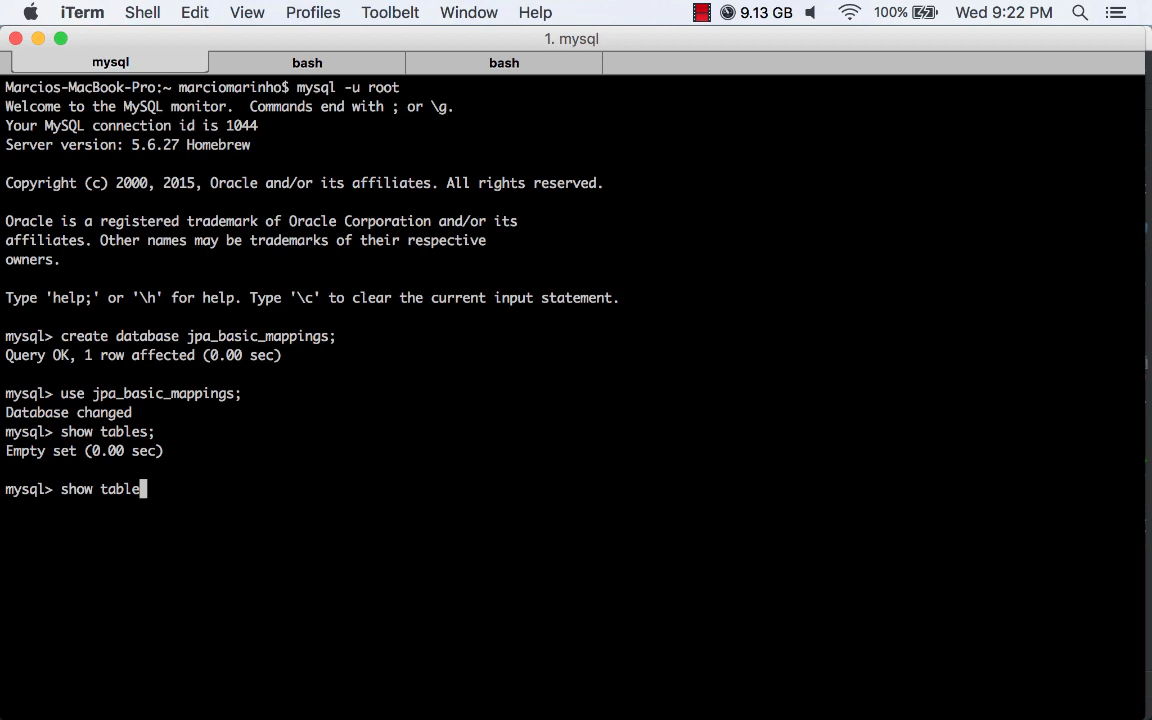 iTerm Shell Edit View Profiles Toolbelt Window Help 9.13 GB 100% Wed 9:22 PM
1. mysql
mysql bash bash
Marcios-MacBook-Pro:~ marciomarinho$ mysql -u root
Welcome to the MySQL monitor.  Commands end with ; or \g.
Your MySQL connection id is 1044
Server version: 5.6.27 Homebrew
Copyright (c) 2000, 2015, Oracle and/or its affiliates. All rights reserved.
Oracle is a registered trademark of Oracle Corporation and/or its
affiliates. Other names may be trademarks of their respective
owners.
Type 'help;' or '\h' for help. Type '\c' to clear the current input statement.
mysql> create database jpa_basic_mappings;
Query OK, 1 row affected (0.00 sec)
mysql> use jpa_basic_mappings;
Database changed
mysql> show tables;
Empty set (0.00 sec)
mysql> show table